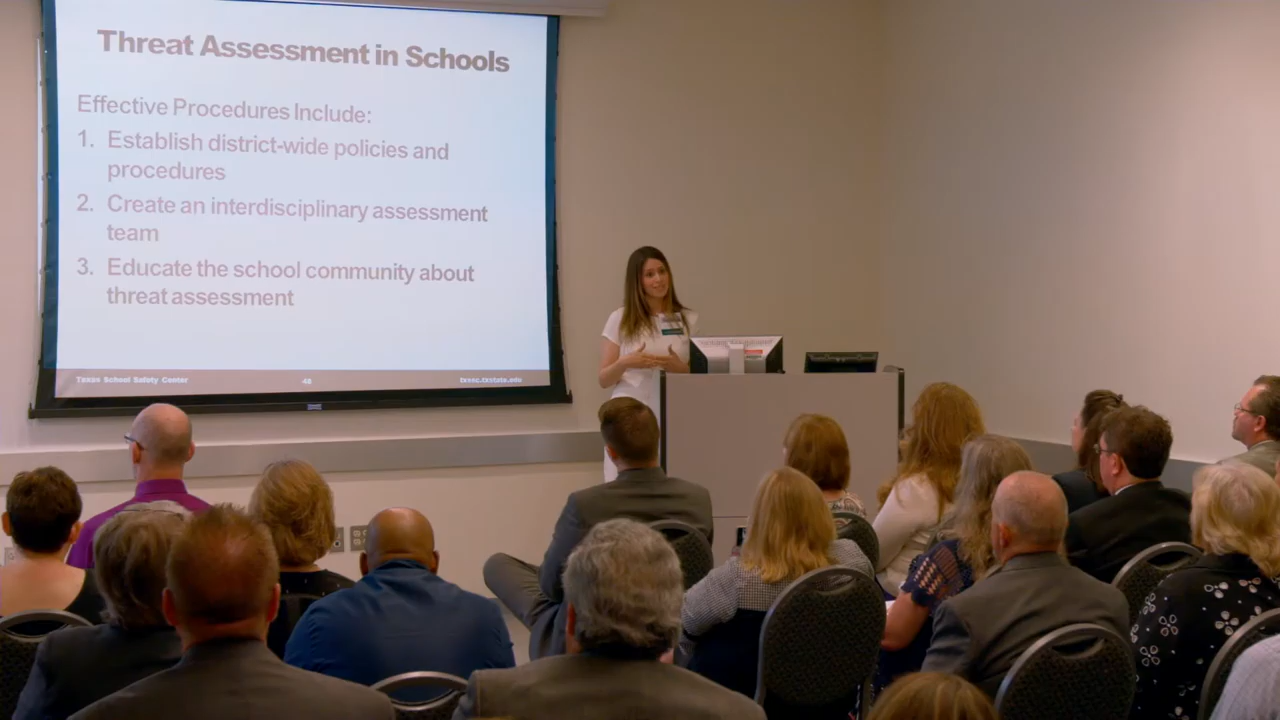 Threat Assessment in Schools
Effective Procedures Include:
1. Establish district-wide policies and
procedures
2. Create an interdisciplinary assessment
team
3. Educate the school community about
threat assessment
Texas School Safety Center 46 txssc.txstate.edu